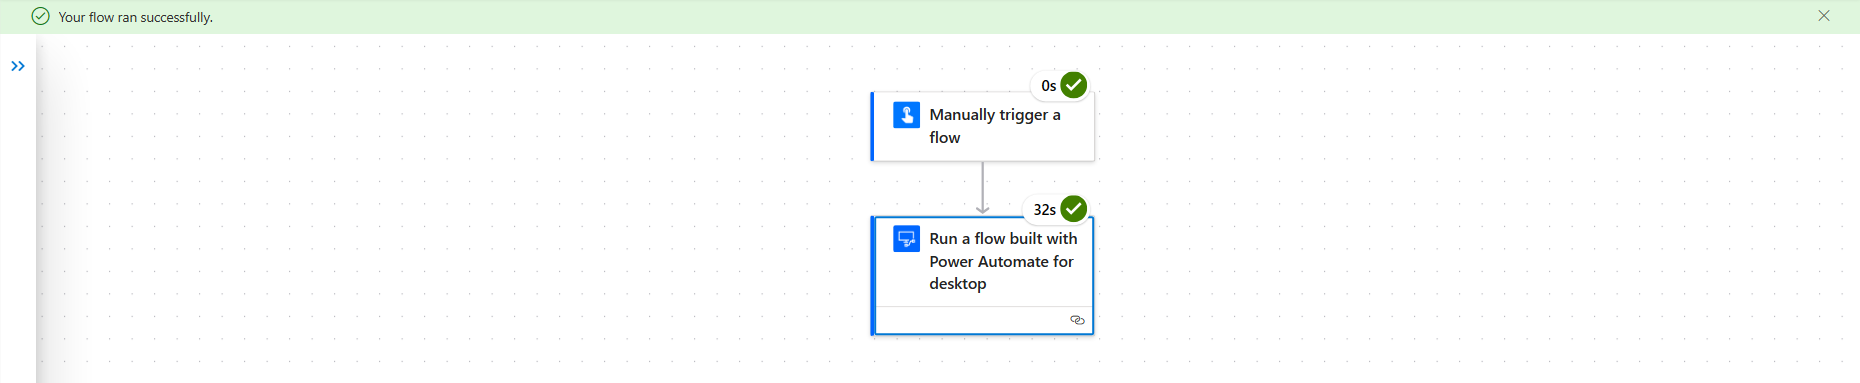 Your flow ran successfully.
0s
Manually trigger a
flow
32s
Run a flow built with
Power Automate for
desktop